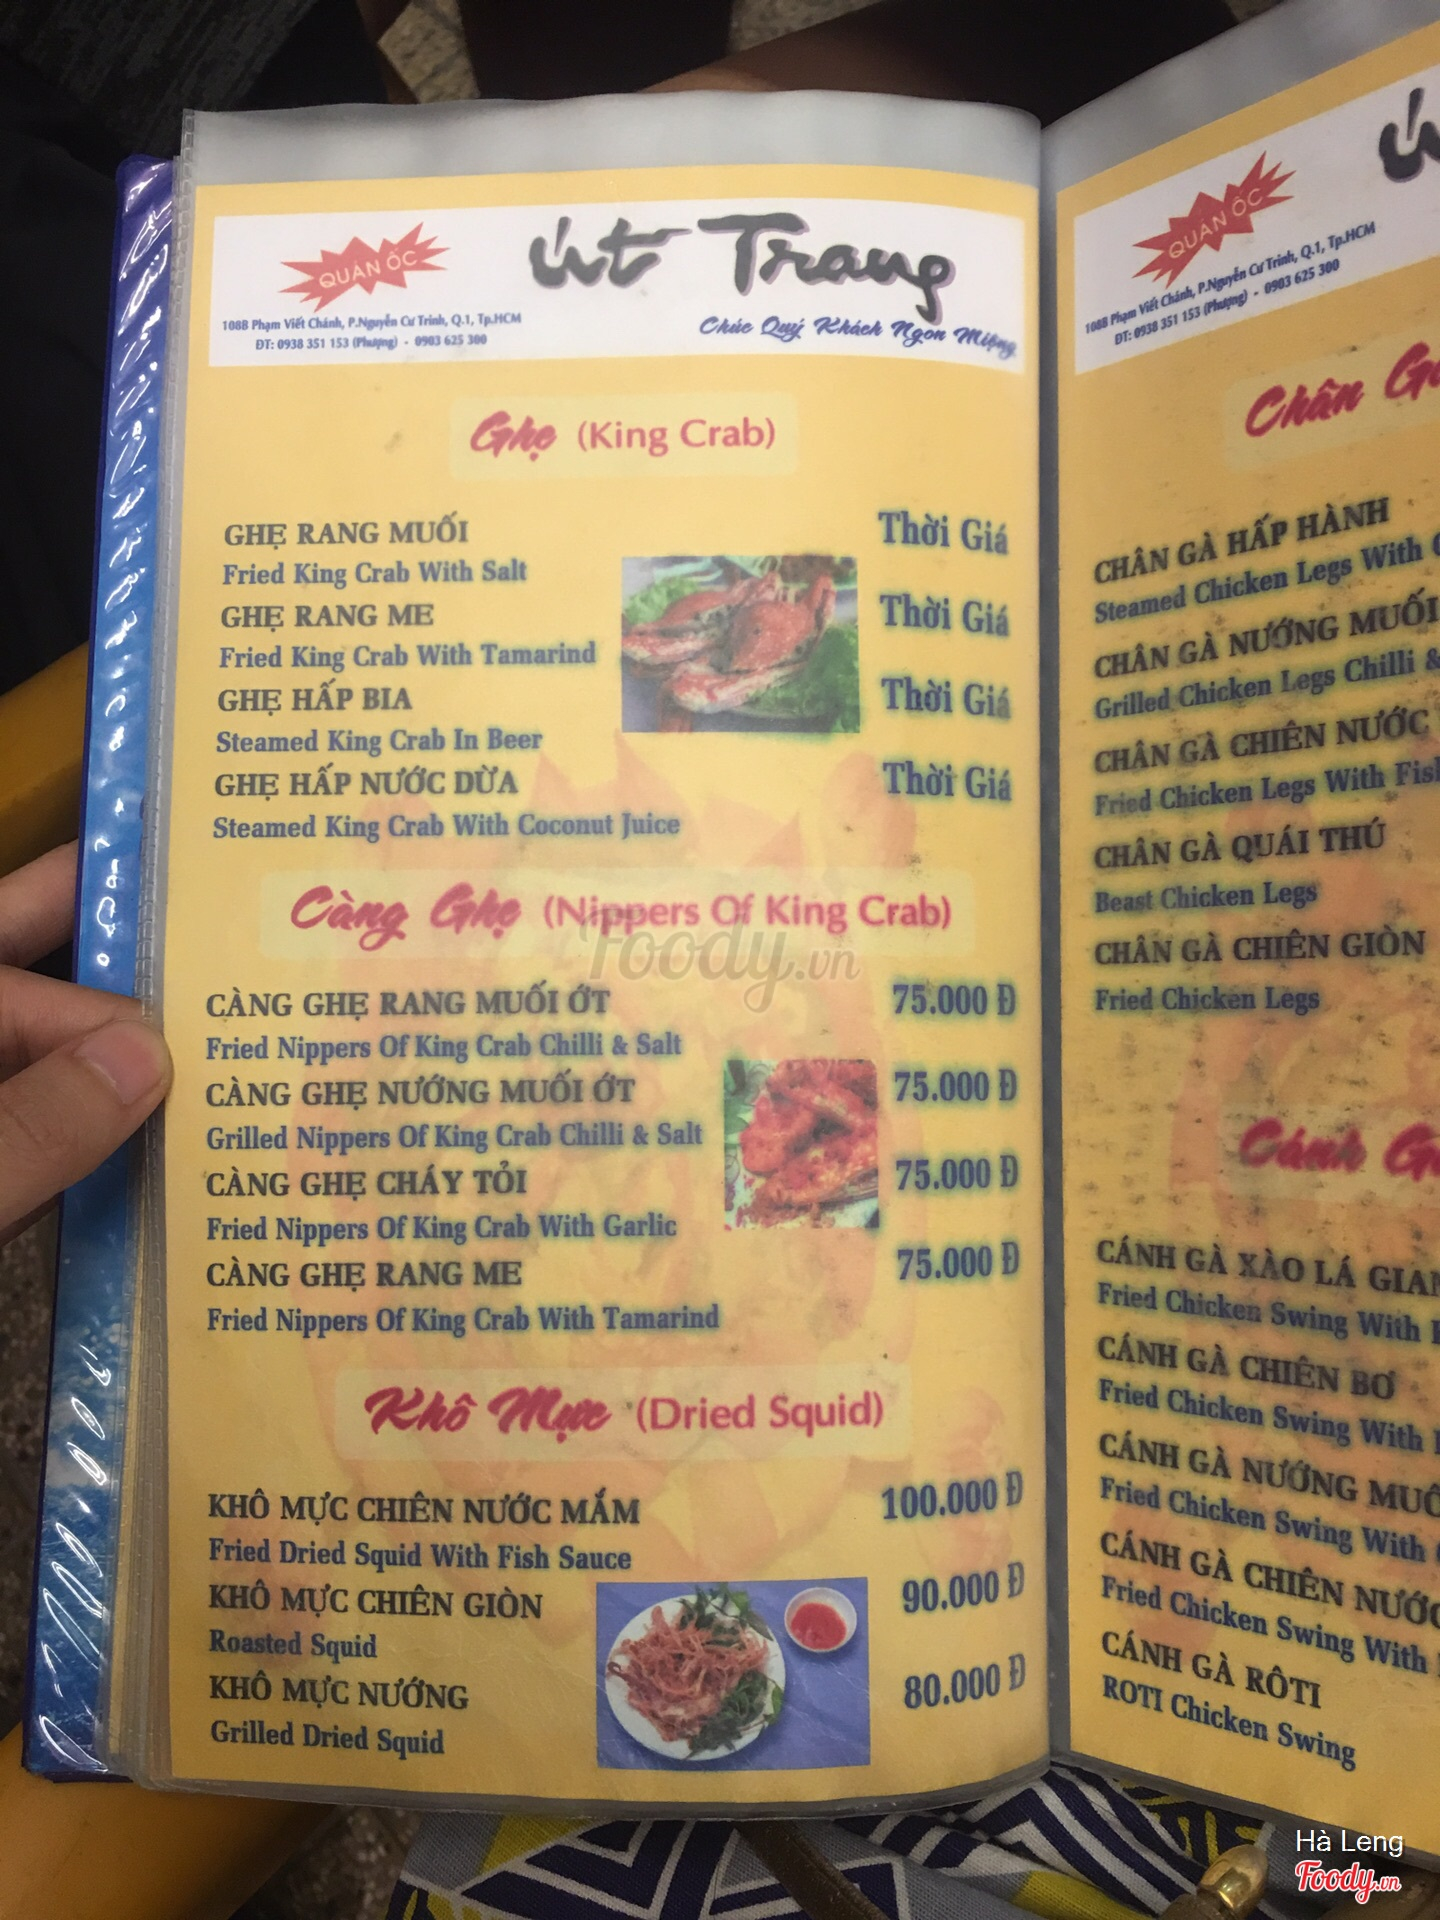 QUÁN ỐC
Út Trang
108B Phạm Viết Chánh, P.Nguyễn Cư Trinh, Q.1, Tp.HCM
ĐT: 0938 351 153 (Phượng) - 0903 625 300
Chúc Quý Khách Ngon Miệng
Ghẹ (King Crab)
GHẸ RANG MUỐI Thời Giá
Fried King Crab With Salt
GHẸ RANG ME Thời Giá
Fried King Crab With Tamarind
GHẸ HẤP BIA Thời Giá
Steamed King Crab In Beer
GHẸ HẤP NƯỚC DỪA Thời Giá
Steamed King Crab With Coconut Juice
Càng Ghẹ (Nippers Of King Crab)
CÀNG GHẸ RANG MUỐI ỚT 75.000 Đ
Fried Nippers Of King Crab Chilli & Salt
CÀNG GHẸ NƯỚNG MUỐI ỚT 75.000 Đ
Grilled Nippers Of King Crab Chilli & Salt
CÀNG GHẸ CHÁY TỎI 75.000 Đ
Fried Nippers Of King Crab With Garlic
CÀNG GHẸ RANG ME 75.000 Đ
Fried Nippers Of King Crab With Tamarind
Khô Mực (Dried Squid)
KHÔ MỰC CHIÊN NƯỚC MẮM 100.000 Đ
Fried Dried Squid With Fish Sauce
KHÔ MỰC CHIÊN GIÒN 90.000 Đ
Roasted Squid
KHÔ MỰC NƯỚNG 80.000 Đ
Grilled Dried Squid
QUÁN ỐC
108B Phạm Viết Chánh, P.Nguyễn Cư Trinh, Q.1, Tp.HCM
ĐT: 0938 351 153 (Phượng) - 0903 625 300
Chân
CHÂN GÀ HẤP HÀNH
Steamed Chicken Legs With
CHÂN GÀ NƯỚNG MUỐI
Grilled Chicken Legs Chilli &
CHÂN GÀ CHIÊN NƯỚC
Fried Chicken Legs With
CHÂN GÀ QUÁI THÚ
Beast Chicken Legs
CHÂN GÀ CHIÊN GIÒN
Fried Chicken Legs
Cánh
CÁNH GÀ XÀO LÁ
Fried Chicken Swing With
CÁNH GÀ CHIÊN BƠ
Fried Chicken Swing With
CÁNH GÀ NƯỚNG
Fried Chicken Swing With
CÁNH GÀ CHIÊN
Fried Chicken Swing With
CÁNH GÀ RÔTI
ROTI Chicken Swing
Foody.vn
Hà Leng
Foody.vn